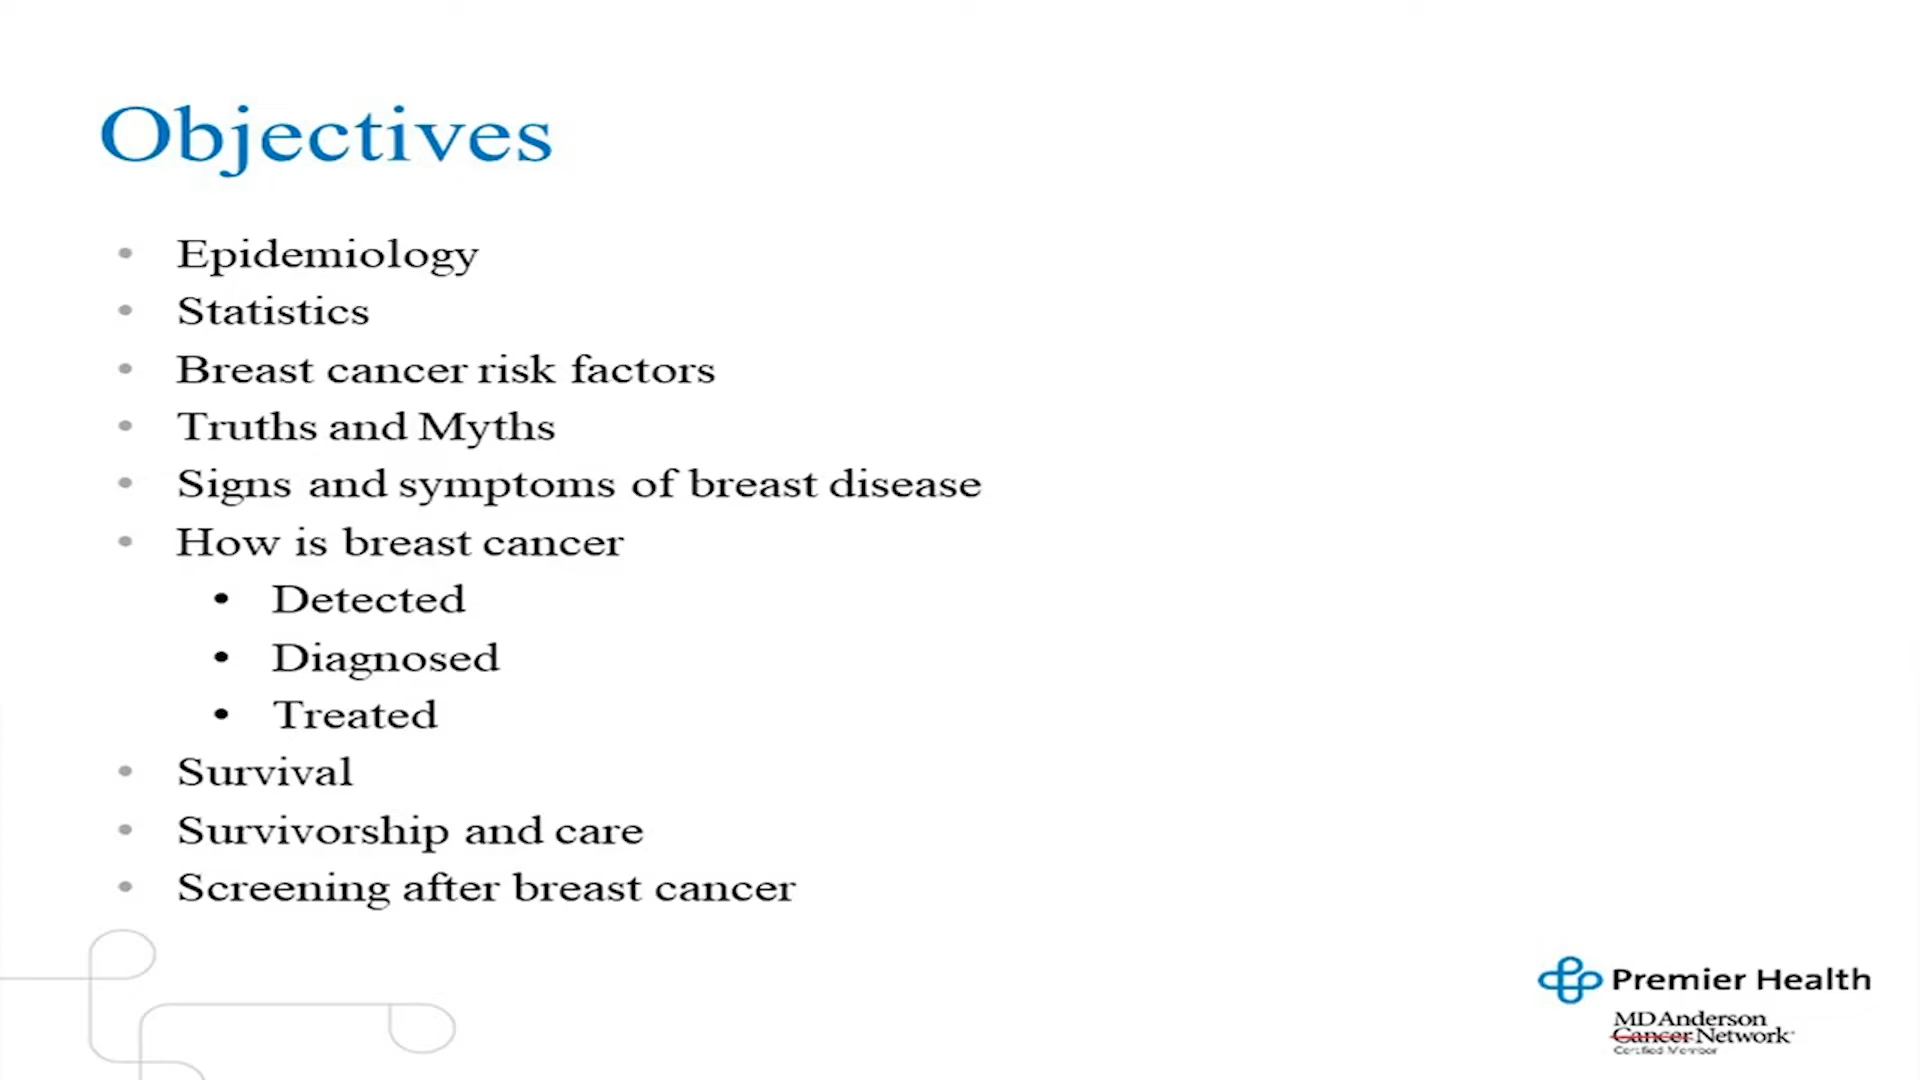 Objectives
• Epidemiology
• Statistics
• Breast cancer risk factors
• Truths and Myths
• Signs and symptoms of breast disease
• How is breast cancer
• Detected
• Diagnosed
• Treated
• Survival
• Survivorship and care
• Screening after breast cancer
Premier Health
MD Anderson
Cancer Network
Certified Member